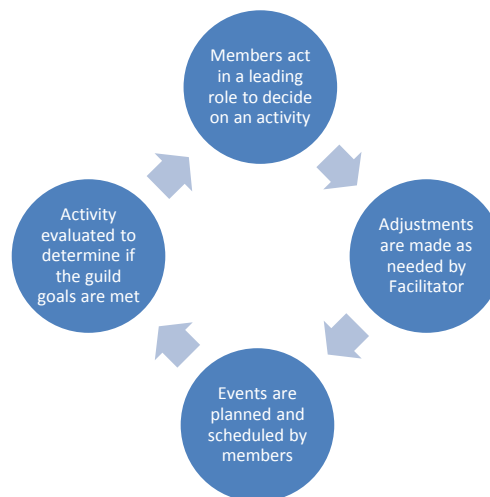 Members act
in a leading
role to decide
on an activity
Adjustments
are made as
needed by
Facilitator
Events are
planned and
scheduled by
members
Activity
evaluated to
determine if
the guild
goals are met